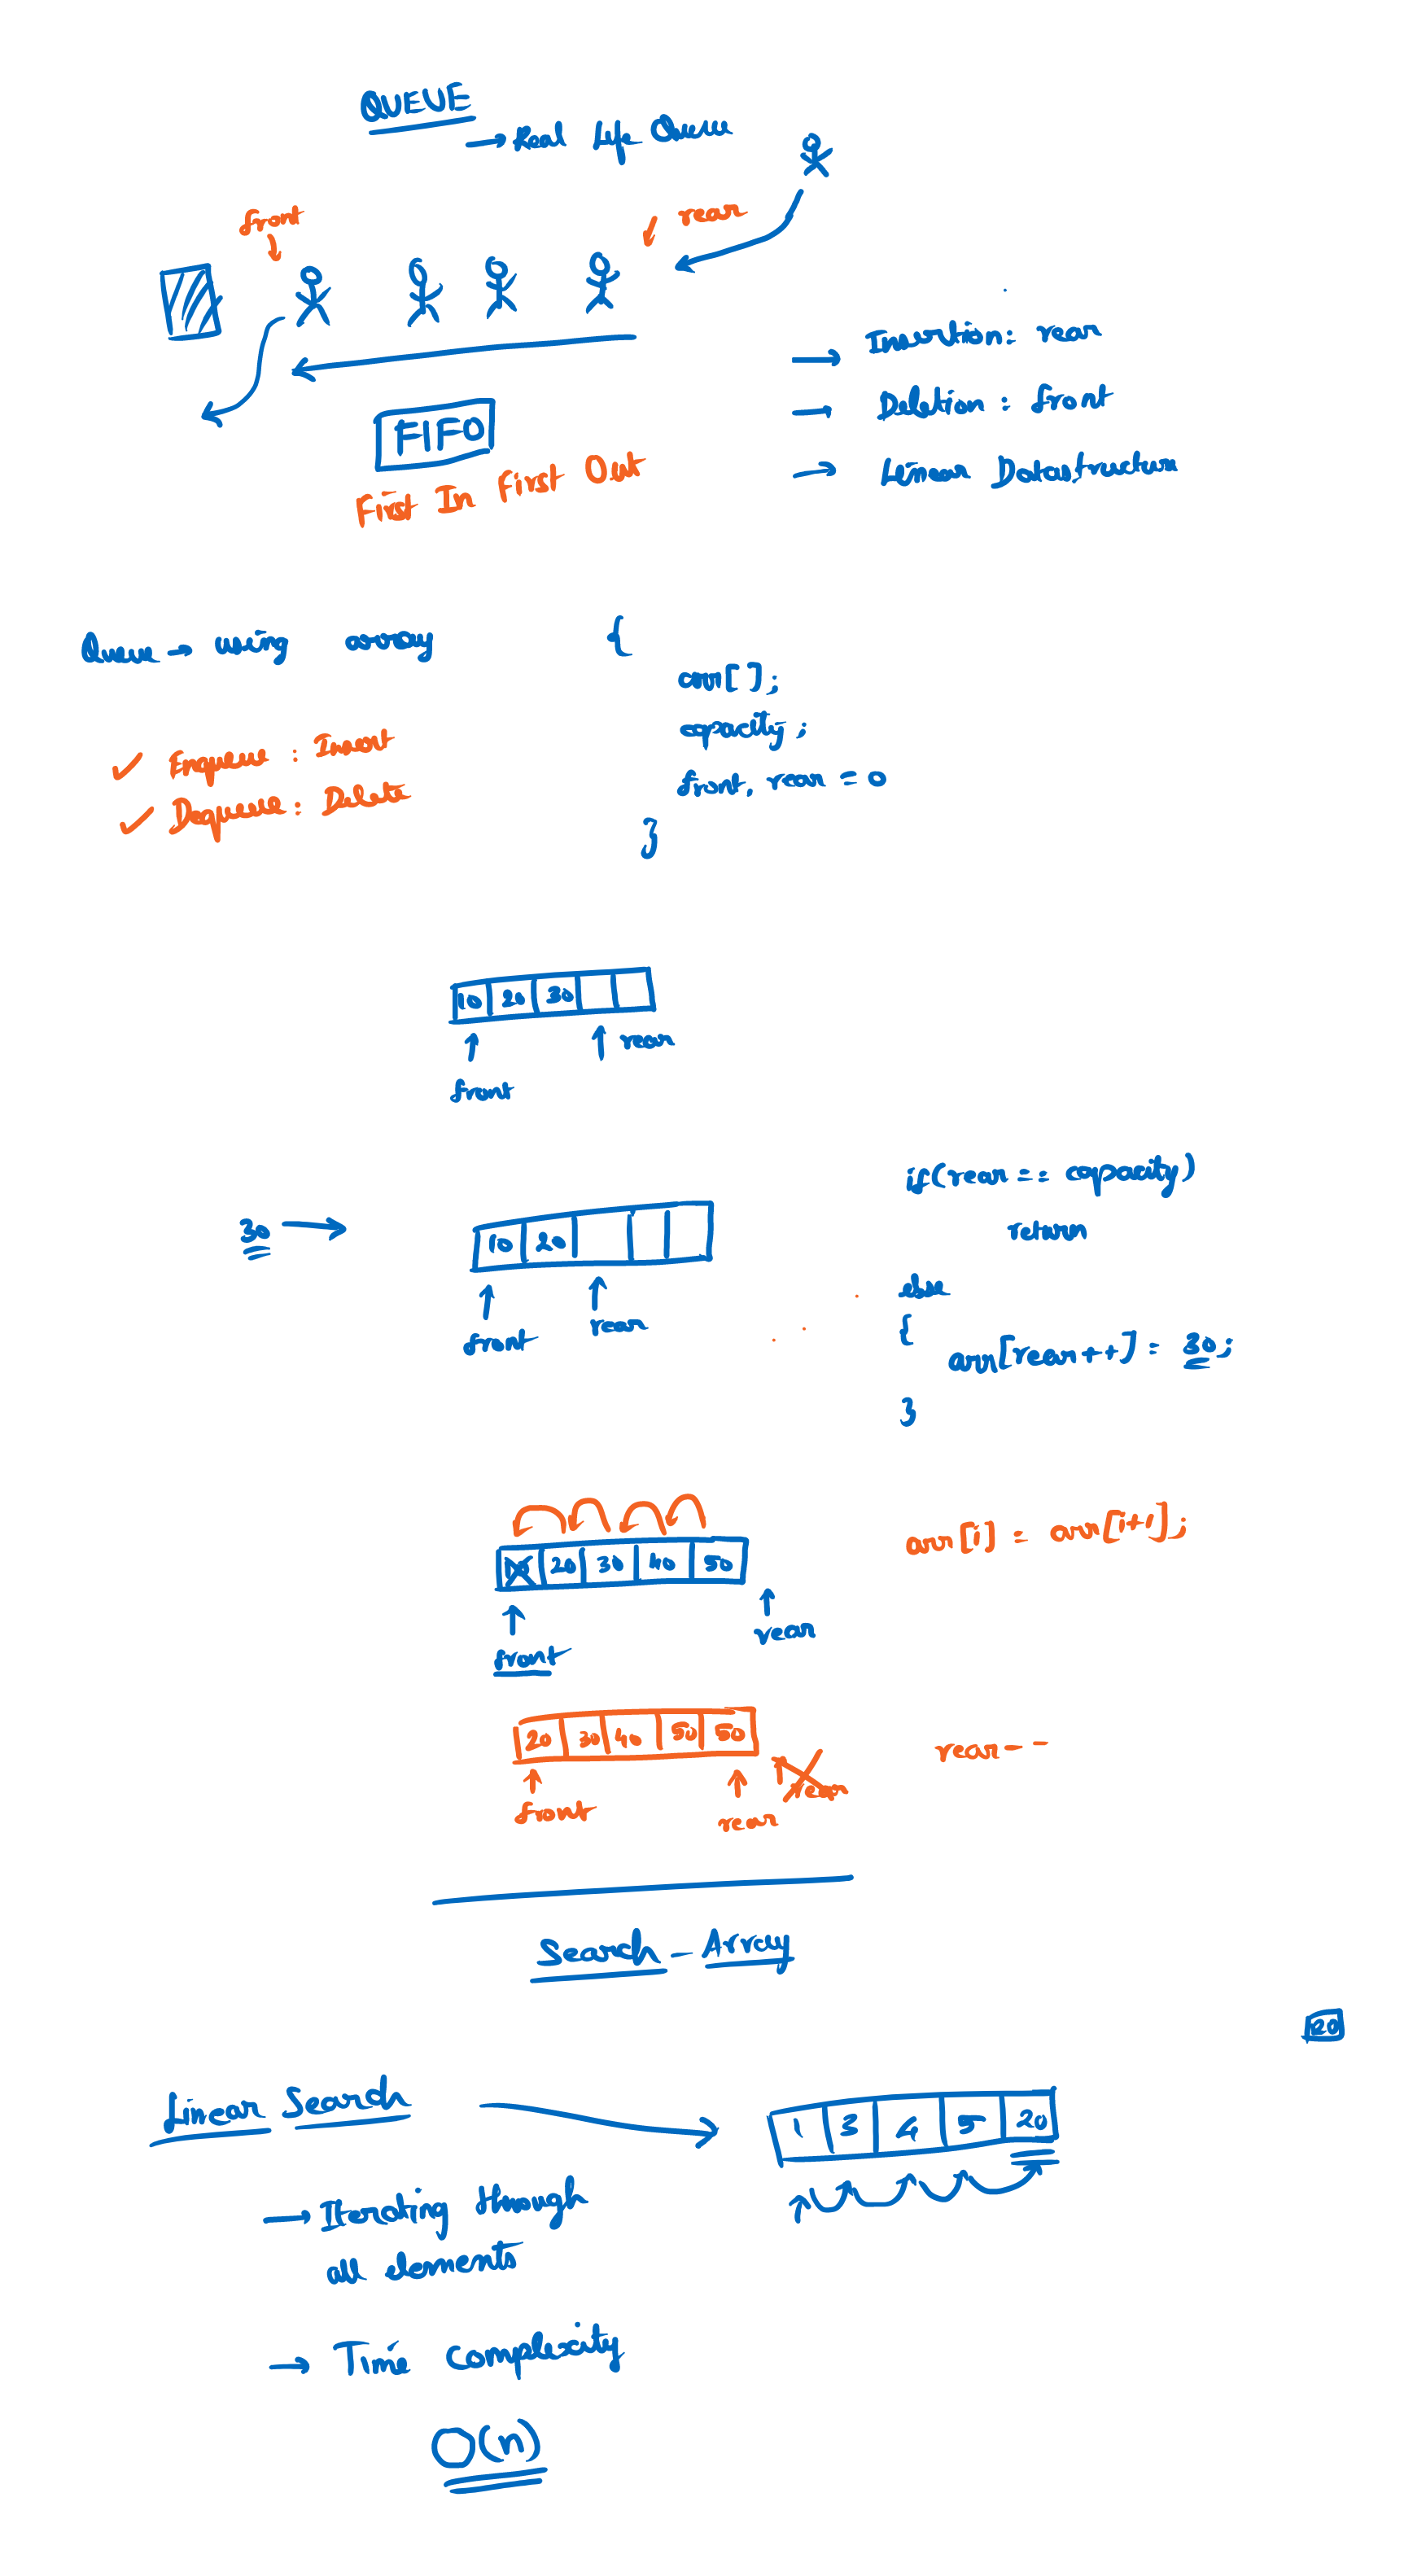 QUEUE
→ Real Life Queue
front
rear
Insertion: rear
FIFO
Deletion : front
First In First Out
Linear Datastructure
Queue → using array
{
arr[ ];
capacity;
front, rear = 0
}
Enqueue : Insert
Dequeue : Delete
10 20 30
rear
front
if(rear == capacity)
return
30 →
10 20
front
rear
else
{
arr[rear++] = 30;
}
arr[i] = arr[i+1];
10 20 30 40 50
front
rear
20 30 40 50 50
rear--
front
rear
rear
Search - Array
20
Linear Search
1 3 4 5 20
→ Iterating through
all elements
→ Time complexity
O(n)